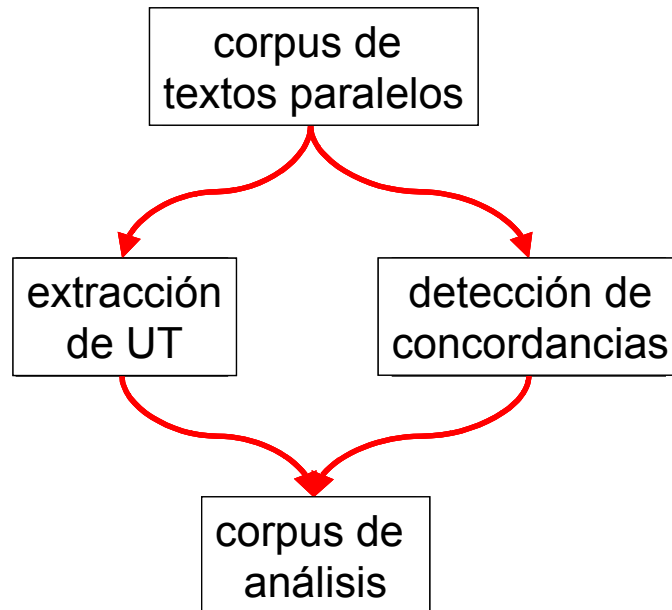 corpus de
textos paralelos
extracción
de UT
detección de
concordancias
corpus de
análisis